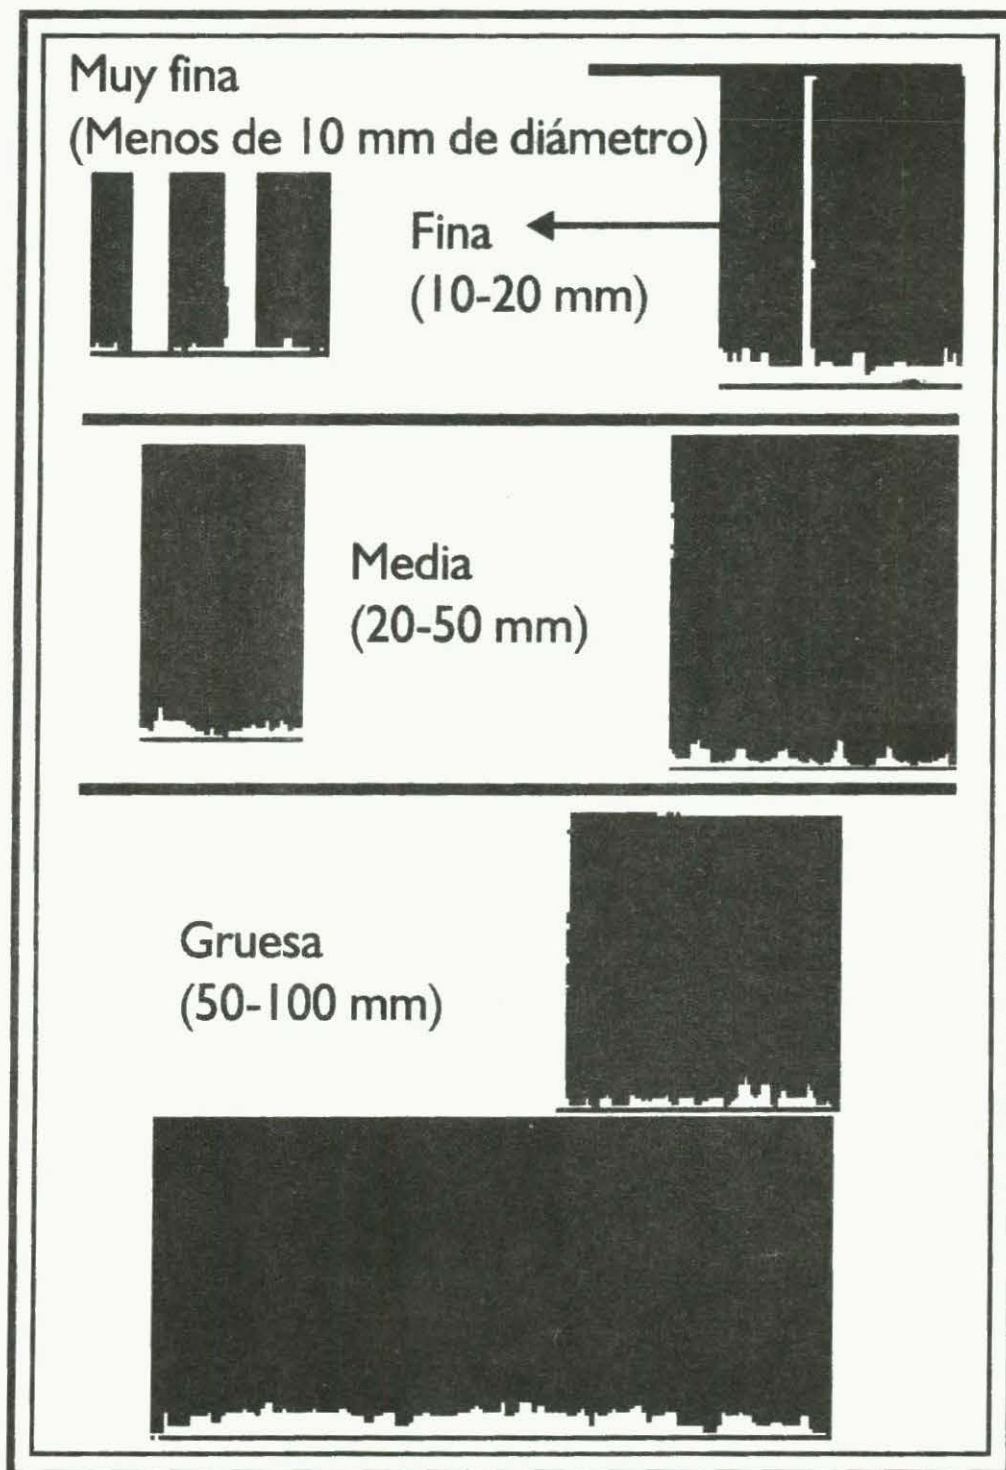 Muy fina
(Menos de 10 mm de diámetro)
Fina
(10-20 mm)
Media
(20-50 mm)
Gruesa
(50-100 mm)